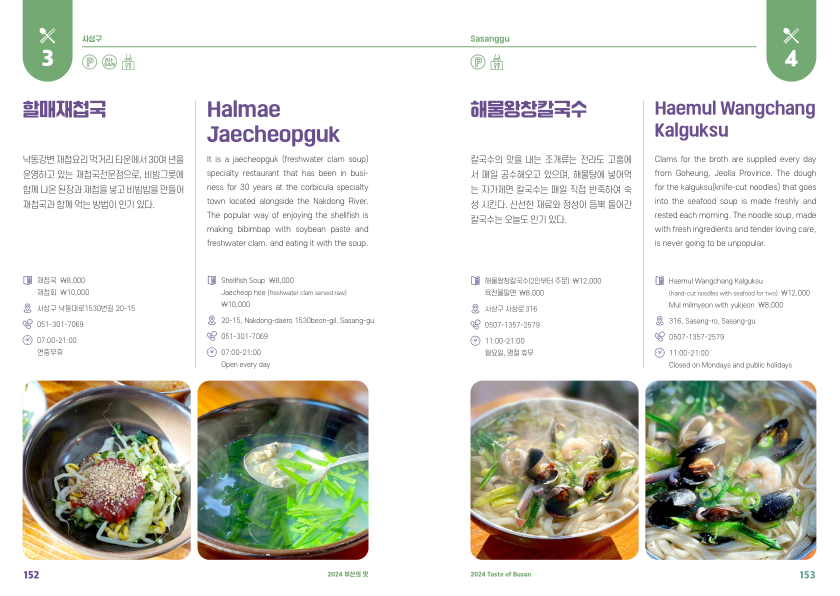 3
사상구
BU-
SAN
할매재첩국
낙동강변 재첩요리 먹거리 타운에서 30여 년을
운영하고 있는 재첩국전문점으로, 비빔그릇에
함께 나온 된장과 재첩을 넣고 비빔밥을 만들어
재첩국과 함께 먹는 방법이 인기 있다.
재첩국 ₩8,000
재첩회 ₩10,000
사상구 낙동대로1530번길 20-15
051-301-7069
07:00-21:00
연중무휴
Halmae
Jaecheopguk
It is a jaecheopguk (freshwater clam soup)
specialty restaurant that has been in busi-
ness for 30 years at the corbicula specialty
town located alongside the Nakdong River.
The popular way of enjoying the shellfish is
making bibimbap with soybean paste and
freshwater clam. and eating it with the soup.
Shellfish Soup ₩8,000
Jaecheop hoe (freshwater clam served raw)
₩10,000
20-15, Nakdong-daero 1530beon-gil, Sasang-gu
051-301-7069
07:00-21:00
Open every day
152
2024 부산의 맛
Sasanggu
4
해물왕창칼국수
칼국수의 맛을 내는 조개류는 전라도 고흥에
서 매일 공수해오고 있으며, 해물탕에 넣어먹
는 자가제면 칼국수는 매일 직접 반죽하여 숙
성 시킨다. 신선한 재료와 정성이 듬뿍 들어간
칼국수는 오늘도 인기 있다.
해물왕창칼국수(2인부터 주문) ₩12,000
육전물밀면 ₩8,000
사상구 사상로 316
0507-1357-2579
11:00-21:00
월요일, 명절 휴무
Haemul Wangchang
Kalguksu
Clams for the broth are supplied every day
from Goheung, Jeolla Province. The dough
for the kalguksu(knife-cut noodles) that goes
into the seafood soup is made freshly and
rested each morning. The noodle soup, made
with fresh ingredients and tender loving care,
is never going to be unpopular.
Haemul Wangchang Kalguksu
(hand-cut noodles with seafood for two) ₩12,000
Mul milmyeon with yukjeon ₩8,000
316, Sasang-ro, Sasang-gu
0507-1357-2579
11:00-21:00
Closed on Mondays and public holidays
2024 Taste of Busan
153